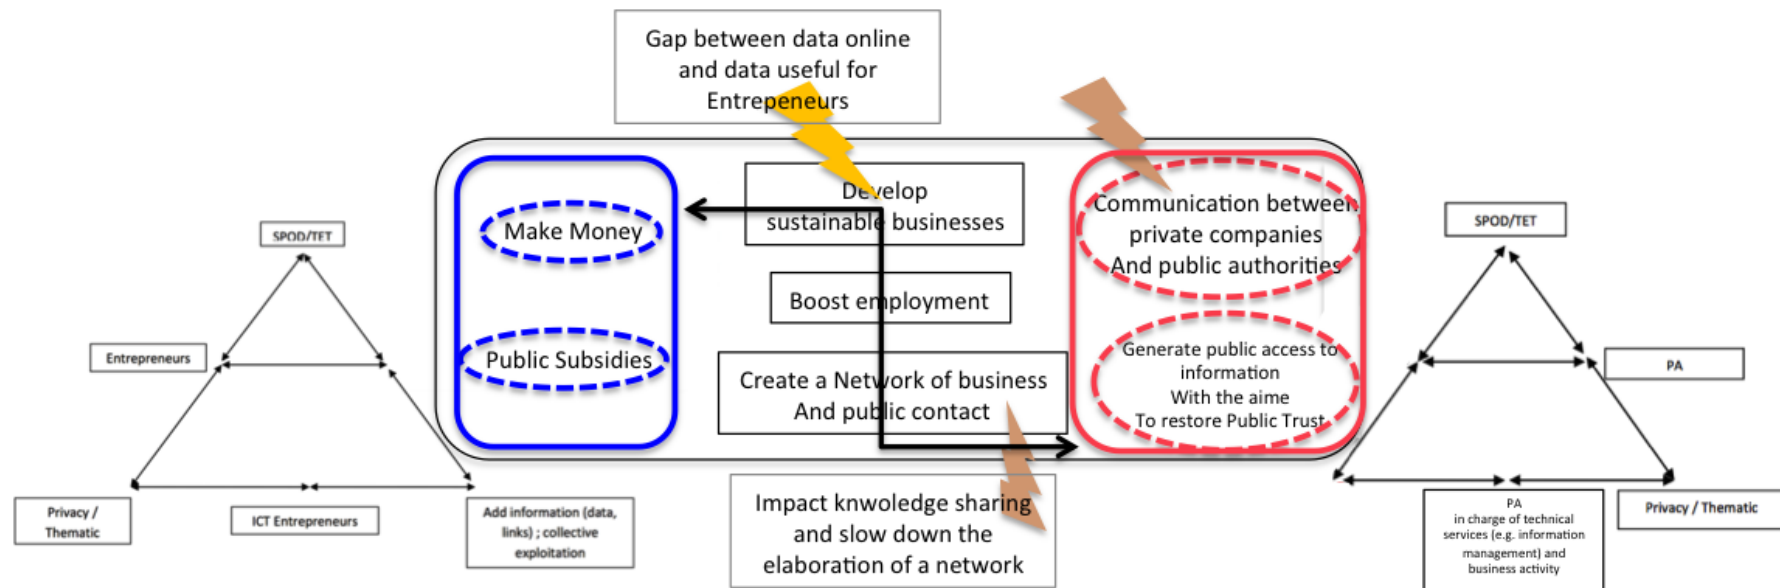 Gap between data online
and data useful for
Entrepeneurs
SPOD/TET
Entrepreneurs
Privacy /
Thematic
ICT Entrepreneurs
Add information (data,
links) ; collective
exploitation
Make Money
Public Subsidies
Develop
sustainable businesses
Boost employment
Create a Network of business
And public contact
Impact knwoledge sharing
and slow down the
elaboration of a network
Communication between
private companies
And public authorities
Generate public access to
information
With the aime
To restore Public Trust
SPOD/TET
PA
PA
in charge of technical
services (e.g. information
management) and
business activity
Privacy / Thematic